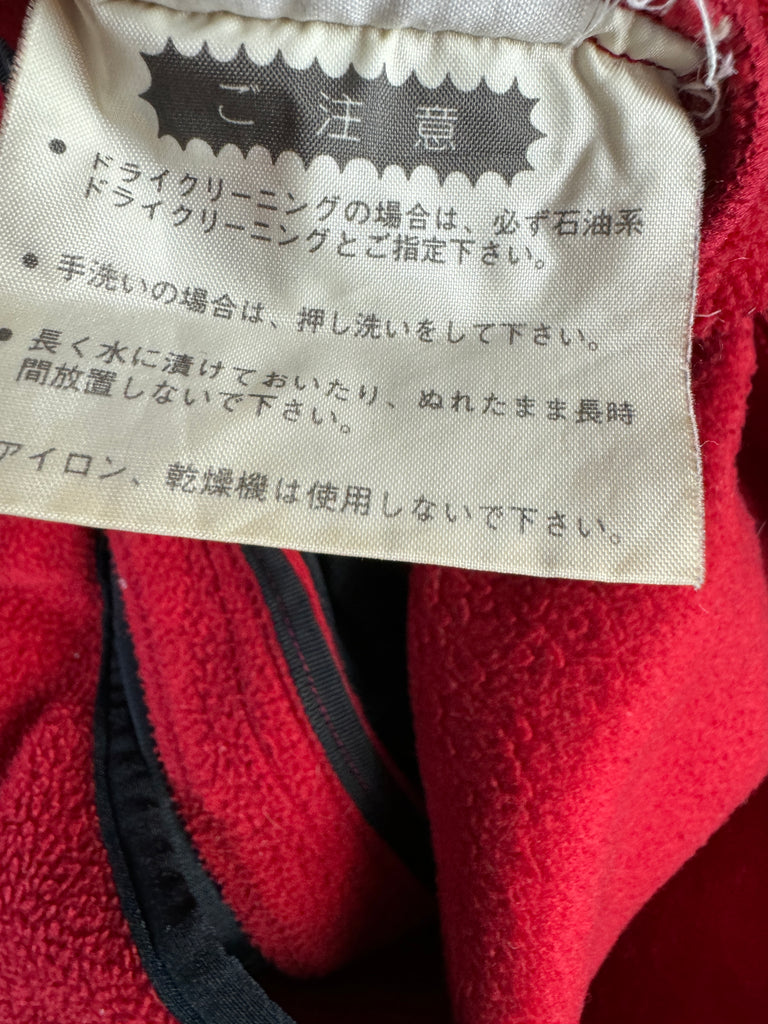 ご注意
● ドライクリーニングの場合は、必ず石油系
ドライクリーニングとご指定下さい。
● 手洗いの場合は、押し洗いをして下さい。
● 長く水に漬けておいたり、ぬれたまま長時
間放置しないで下さい。
アイロン、乾燥機は使用しないで下さい。